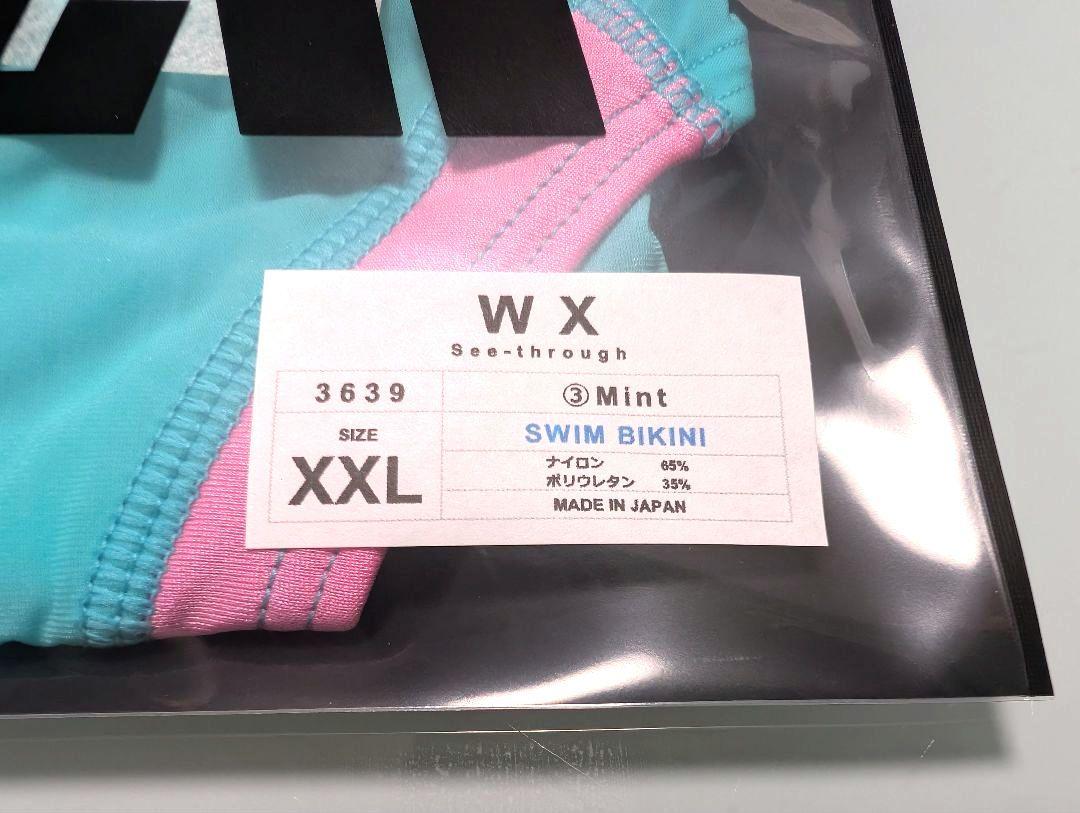 W X
See-through
3639
③Mint
SIZE
XXL
SWIM BIKINI
ナイロン 65%
ポリウレタン 35%
MADE IN JAPAN